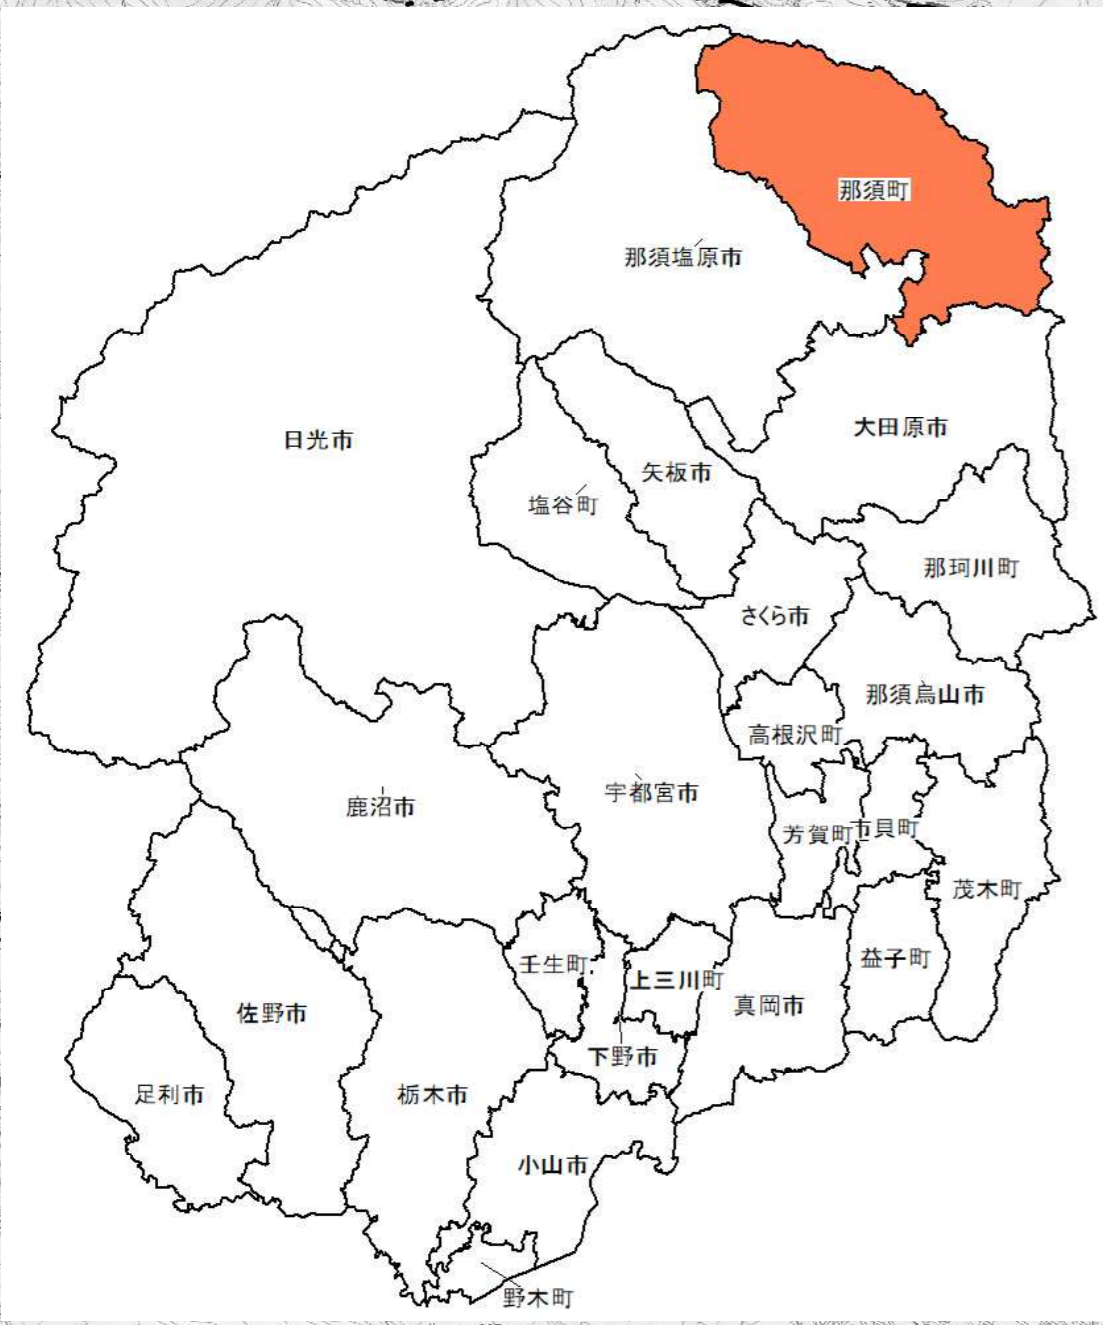 那須町
那須塩原市
大田原市
日光市
矢板市
塩谷町
那珂川町
さくら市
那須烏山市
高根沢町
宇都宮市
鹿沼市
芳賀町
市貝町
茂木町
益子町
壬生町
上三川町
真岡市
佐野市
下野市
足利市
栃木市
小山市
野木町